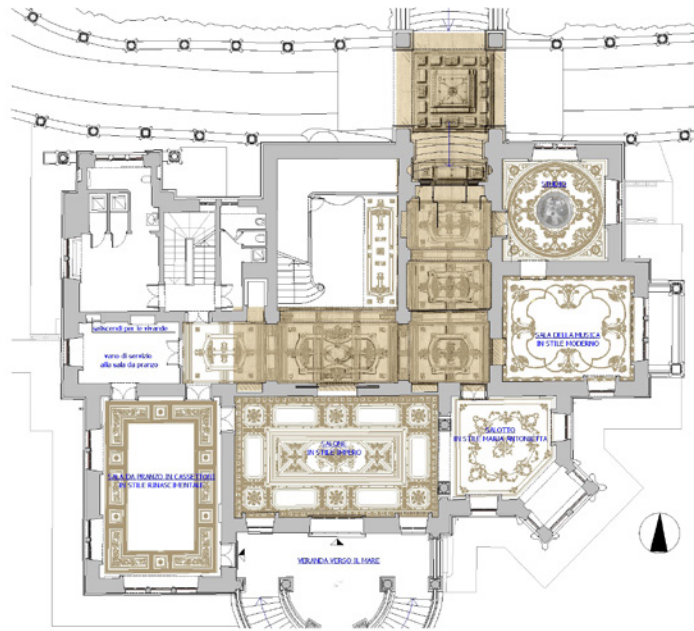 STUDIO
SALA DELLA MUSICA
IN STILE MODERNO
saliscendi per le vivande
vano di servizio
alla sala da pranzo
SALOTTO
IN STILE MARIA ANTONIETTA
SALONE
IN STILE IMPERO
SALA DA PRANZO IN CASSETTONI
IN STILE RINASCIMENTALE
VERANDA VERSO IL MARE